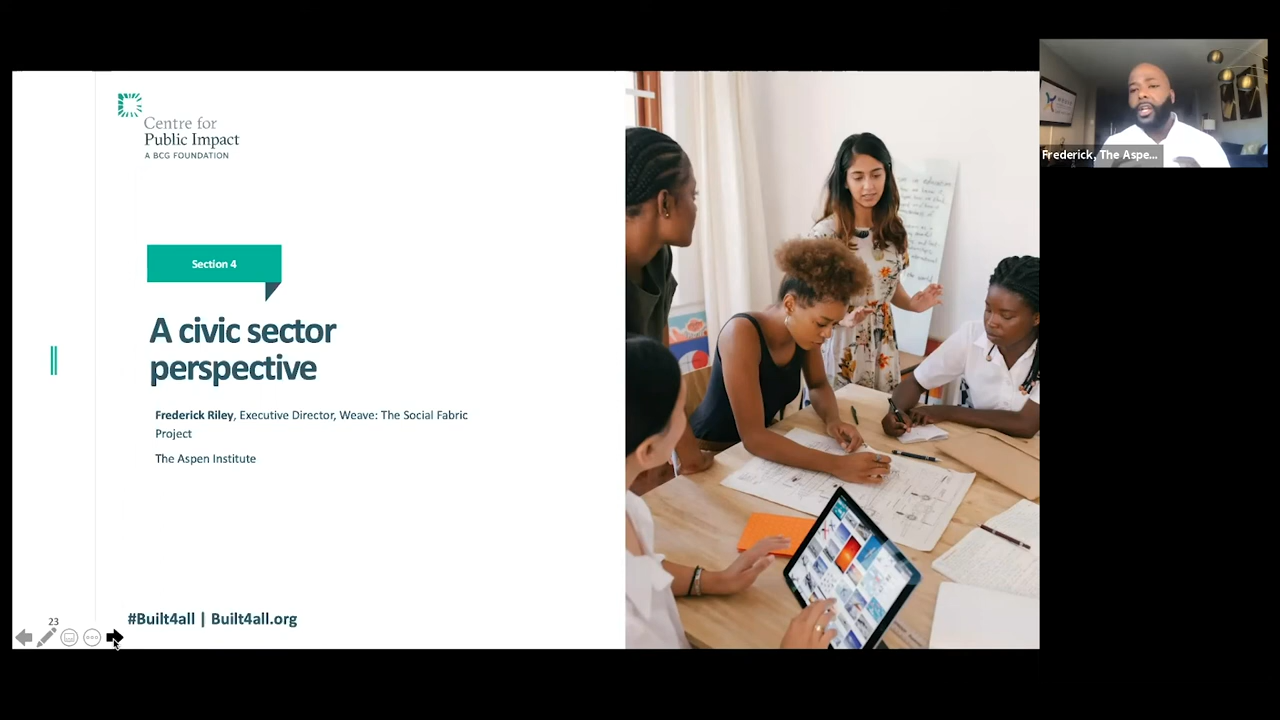 Centre for
Public Impact
A BCG FOUNDATION
Section 4
A civic sector
perspective
Frederick Riley, Executive Director, Weave: The Social Fabric
Project
The Aspen Institute
23
#Built4all | Built4all.org
Frederick, The Aspe...